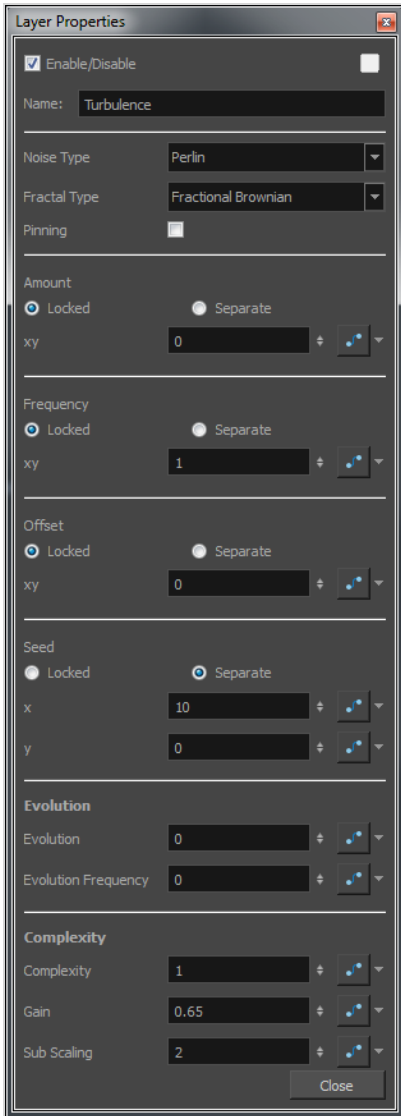 Layer Properties
Enable/Disable
Name: Turbulence
Noise Type Perlin
Fractal Type Fractional Brownian
Pinning
Amount
Locked Separate
xy 0
Frequency
Locked Separate
xy 1
Offset
Locked Separate
xy 0
Seed
Locked Separate
x 10
y 0
Evolution
Evolution 0
Evolution Frequency 0
Complexity
Complexity 1
Gain 0.65
Sub Scaling 2
Close